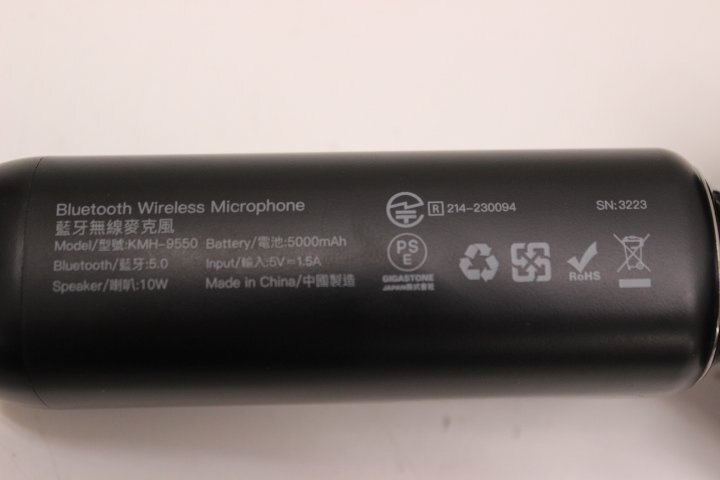 Bluetooth Wireless Microphone
藍牙無線麥克風
Model/型號:KMH-9550 Battery/電池:5000mAh
Bluetooth/藍牙:5.0 Input/輸入:5V=1.5A
Speaker/喇叭:10W Made in China/中國製造
R 214-230094
PS
E
GIGASTONE
JAPAN株式会社
RoHS
SN:3223